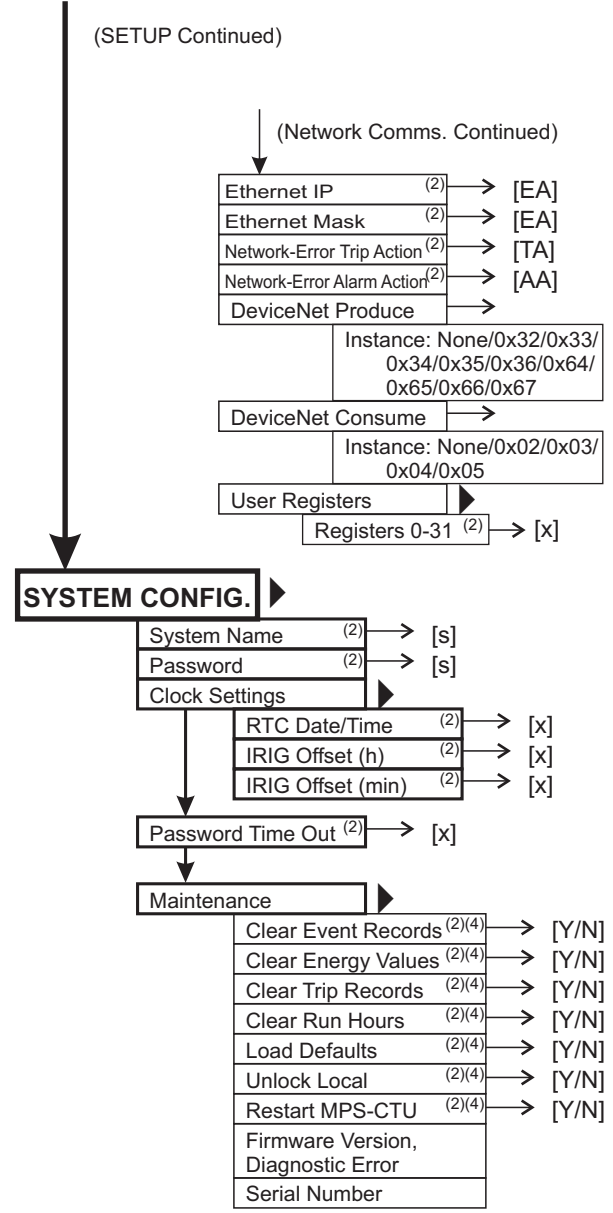 (SETUP Continued)
(Network Comms. Continued)
Ethernet IP (2) [EA]
Ethernet Mask (2) [EA]
Network-Error Trip Action (2) [TA]
Network-Error Alarm Action (2) [AA]
DeviceNet Produce
Instance: None/0x32/0x33/
0x34/0x35/0x36/0x64/
0x65/0x66/0x67
DeviceNet Consume
Instance: None/0x02/0x03/
0x04/0x05
User Registers
Registers 0-31 (2) [x]
SYSTEM CONFIG.
System Name (2) [s]
Password (2) [s]
Clock Settings
RTC Date/Time (2) [x]
IRIG Offset (h) (2) [x]
IRIG Offset (min) (2) [x]
Password Time Out (2) [x]
Maintenance
Clear Event Records (2)(4) [Y/N]
Clear Energy Values (2)(4) [Y/N]
Clear Trip Records (2)(4) [Y/N]
Clear Run Hours (2)(4) [Y/N]
Load Defaults (2)(4) [Y/N]
Unlock Local (2)(4) [Y/N]
Restart MPS-CTU (2)(4) [Y/N]
Firmware Version,
Diagnostic Error
Serial Number